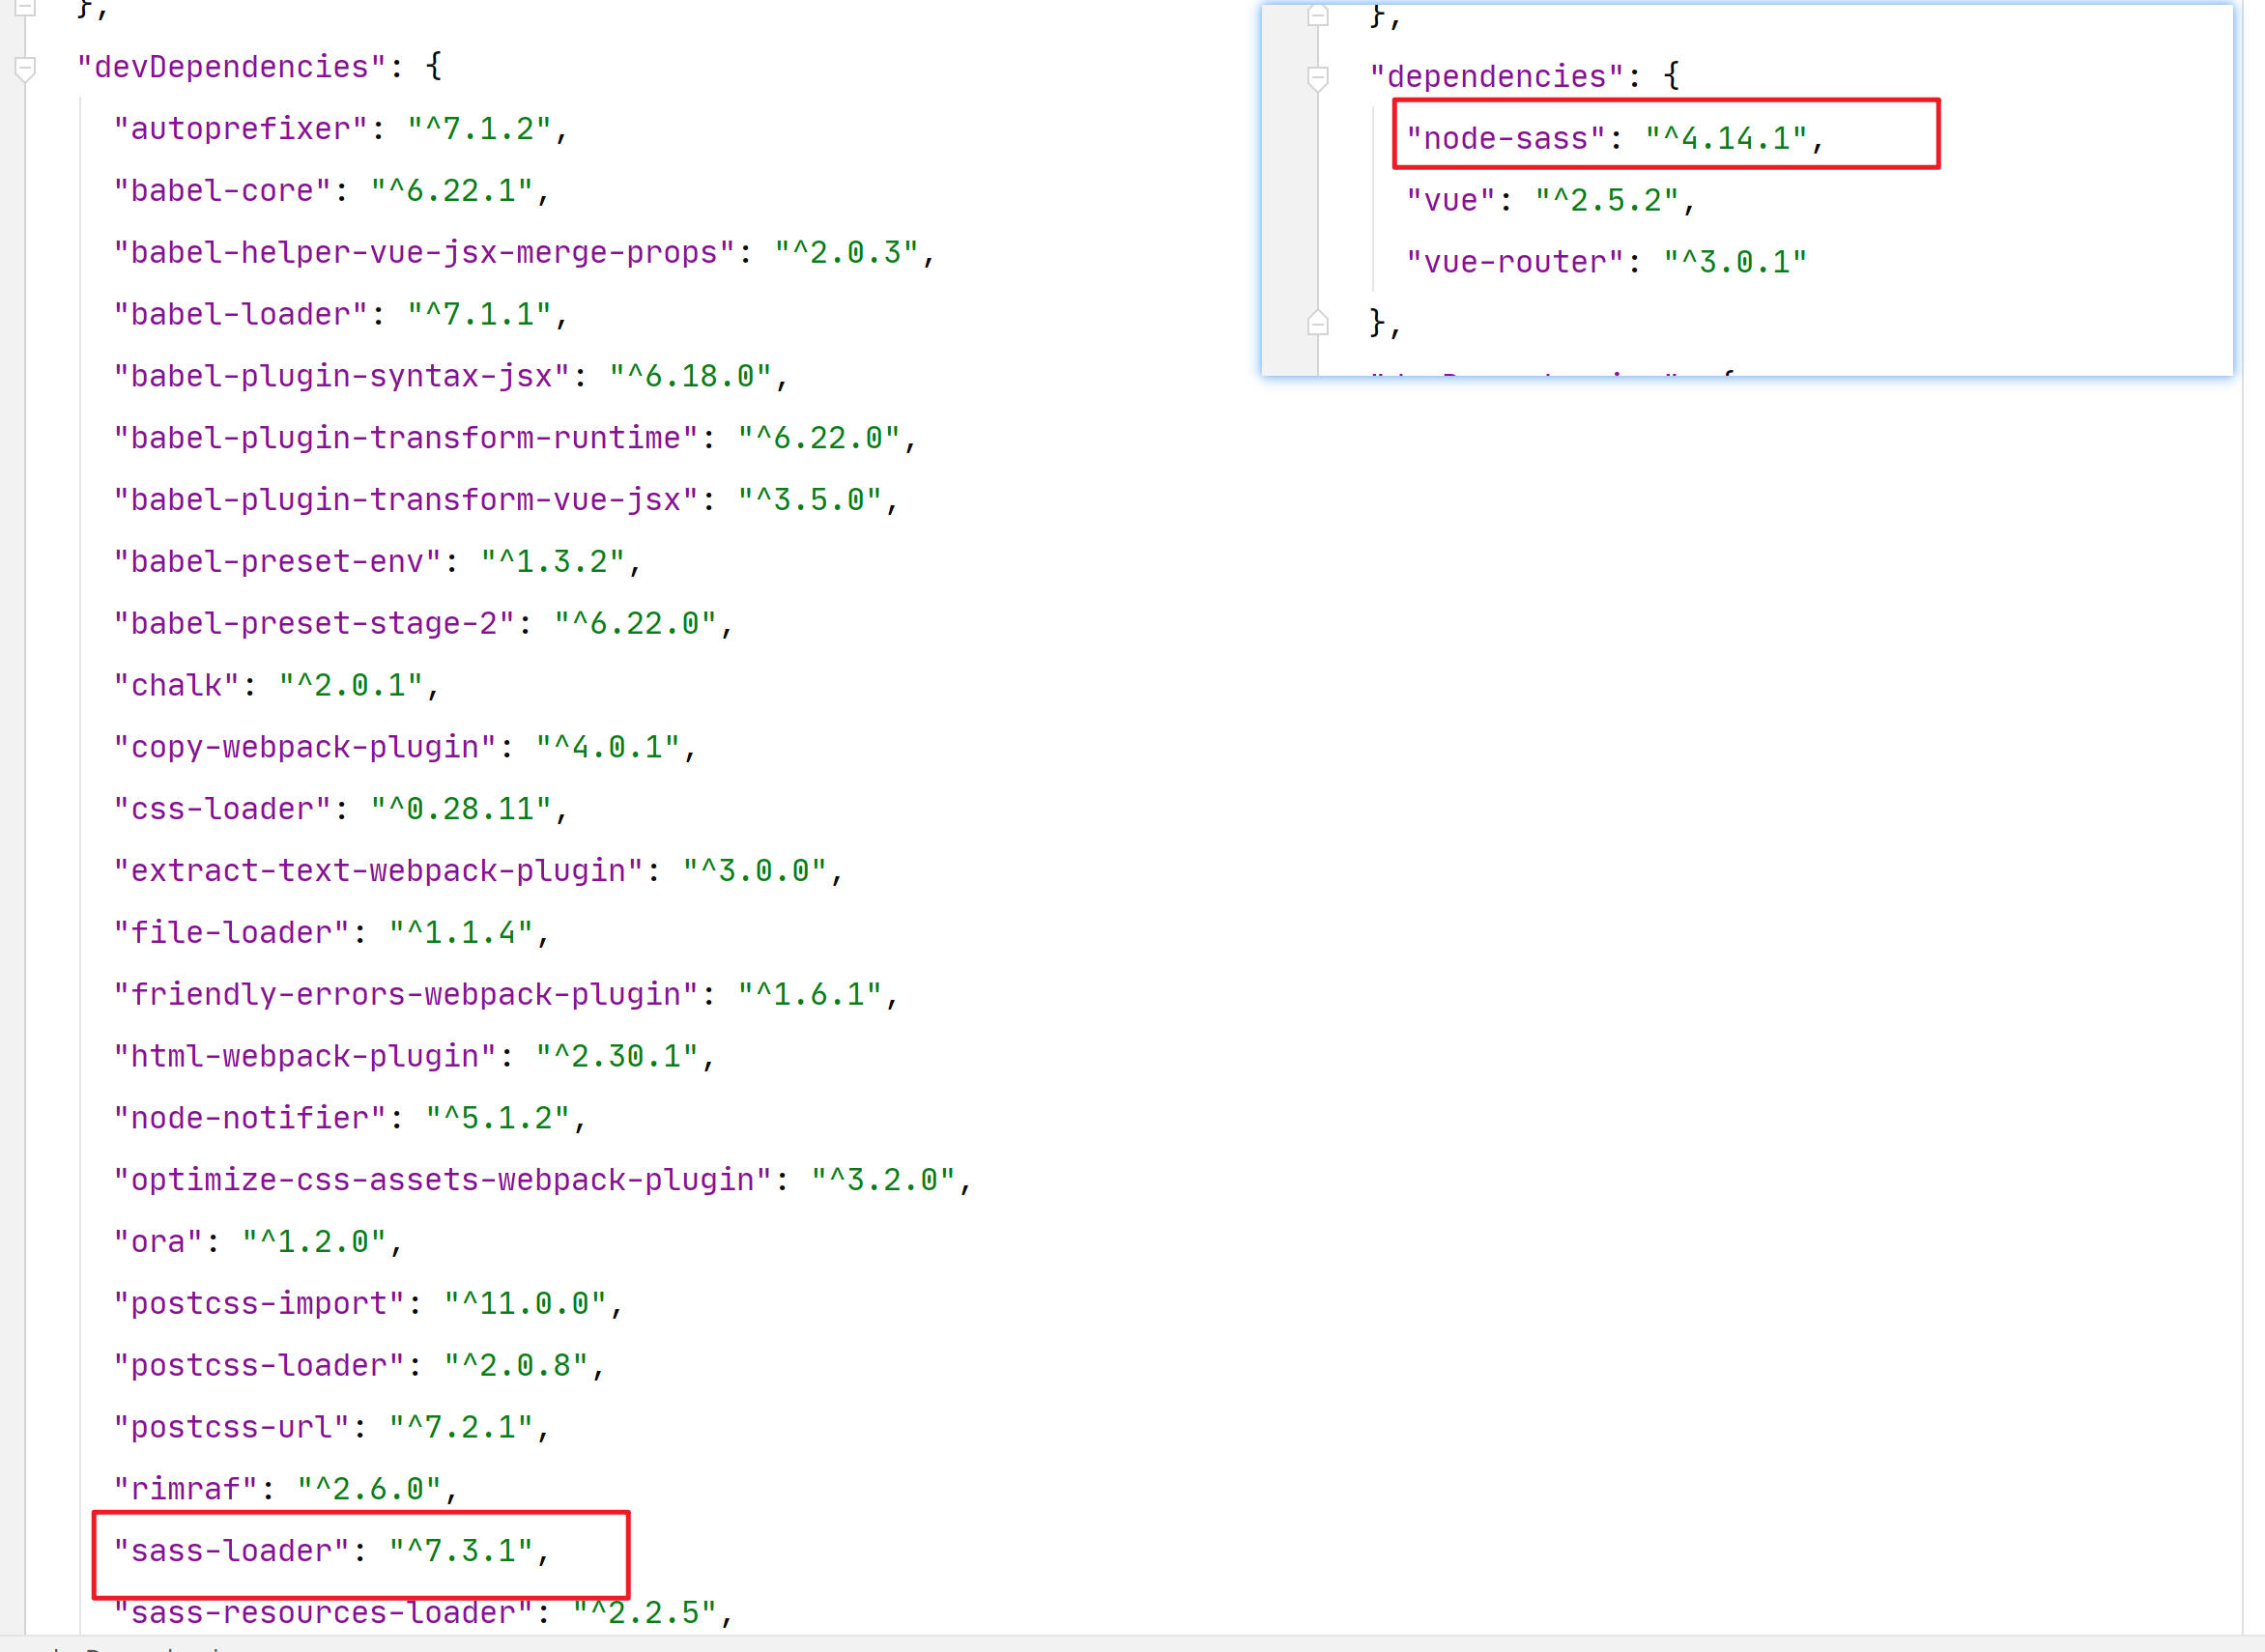 },
"devDependencies": {
"autoprefixer": "^7.1.2",
"babel-core": "^6.22.1",
"babel-helper-vue-jsx-merge-props": "^2.0.3",
"babel-loader": "^7.1.1",
"babel-plugin-syntax-jsx": "^6.18.0",
"babel-plugin-transform-runtime": "^6.22.0",
"babel-plugin-transform-vue-jsx": "^3.5.0",
"babel-preset-env": "^1.3.2",
"babel-preset-stage-2": "^6.22.0",
"chalk": "^2.0.1",
"copy-webpack-plugin": "^4.0.1",
"css-loader": "^0.28.11",
"extract-text-webpack-plugin": "^3.0.0",
"file-loader": "^1.1.4",
"friendly-errors-webpack-plugin": "^1.6.1",
"html-webpack-plugin": "^2.30.1",
"node-notifier": "^5.1.2",
"optimize-css-assets-webpack-plugin": "^3.2.0",
"ora": "^1.2.0",
"postcss-import": "^11.0.0",
"postcss-loader": "^2.0.8",
"postcss-url": "^7.2.1",
"rimraf": "^2.6.0",
"sass-loader": "^7.3.1",
"sass-resources-loader": "^2.2.5",
},
"dependencies": {
"node-sass": "^4.14.1",
"vue": "^2.5.2",
"vue-router": "^3.0.1"
},